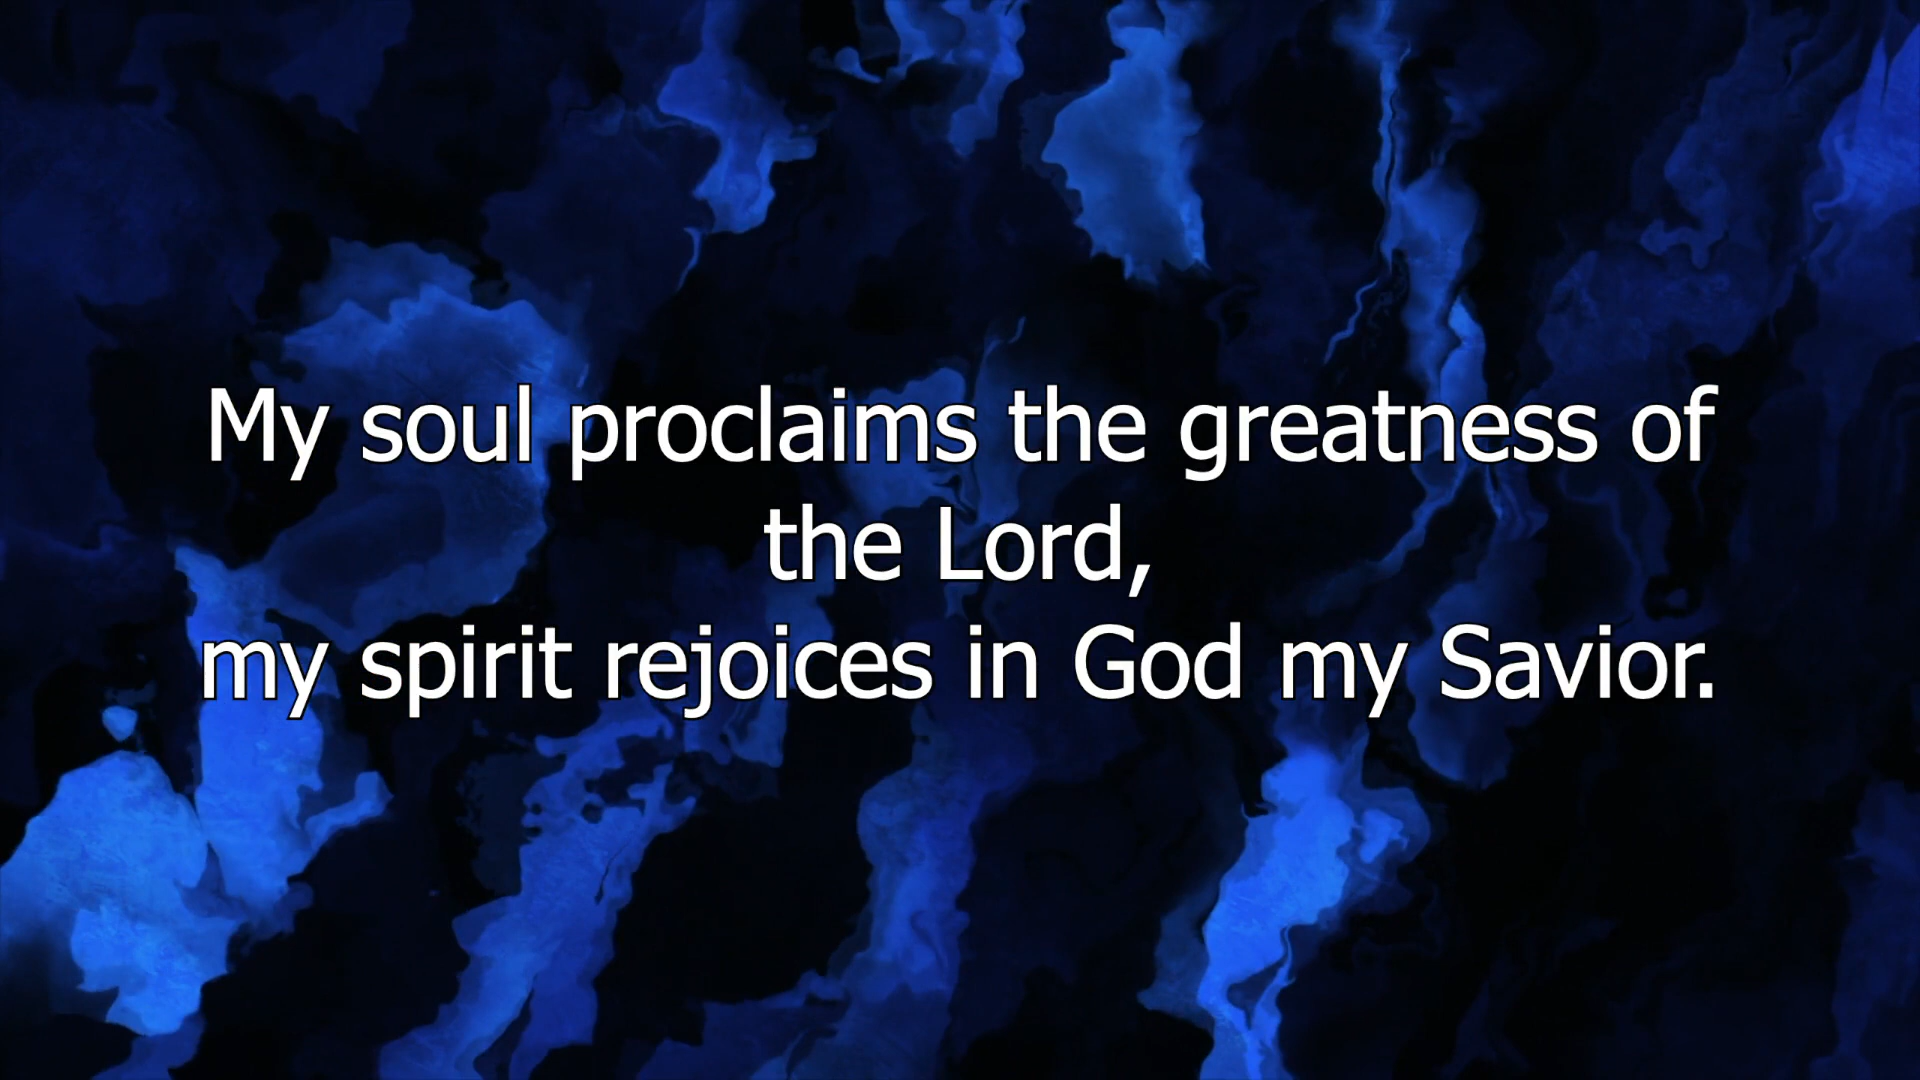 My soul proclaims the greatness of
the Lord,
my spirit rejoices in God my Savior.